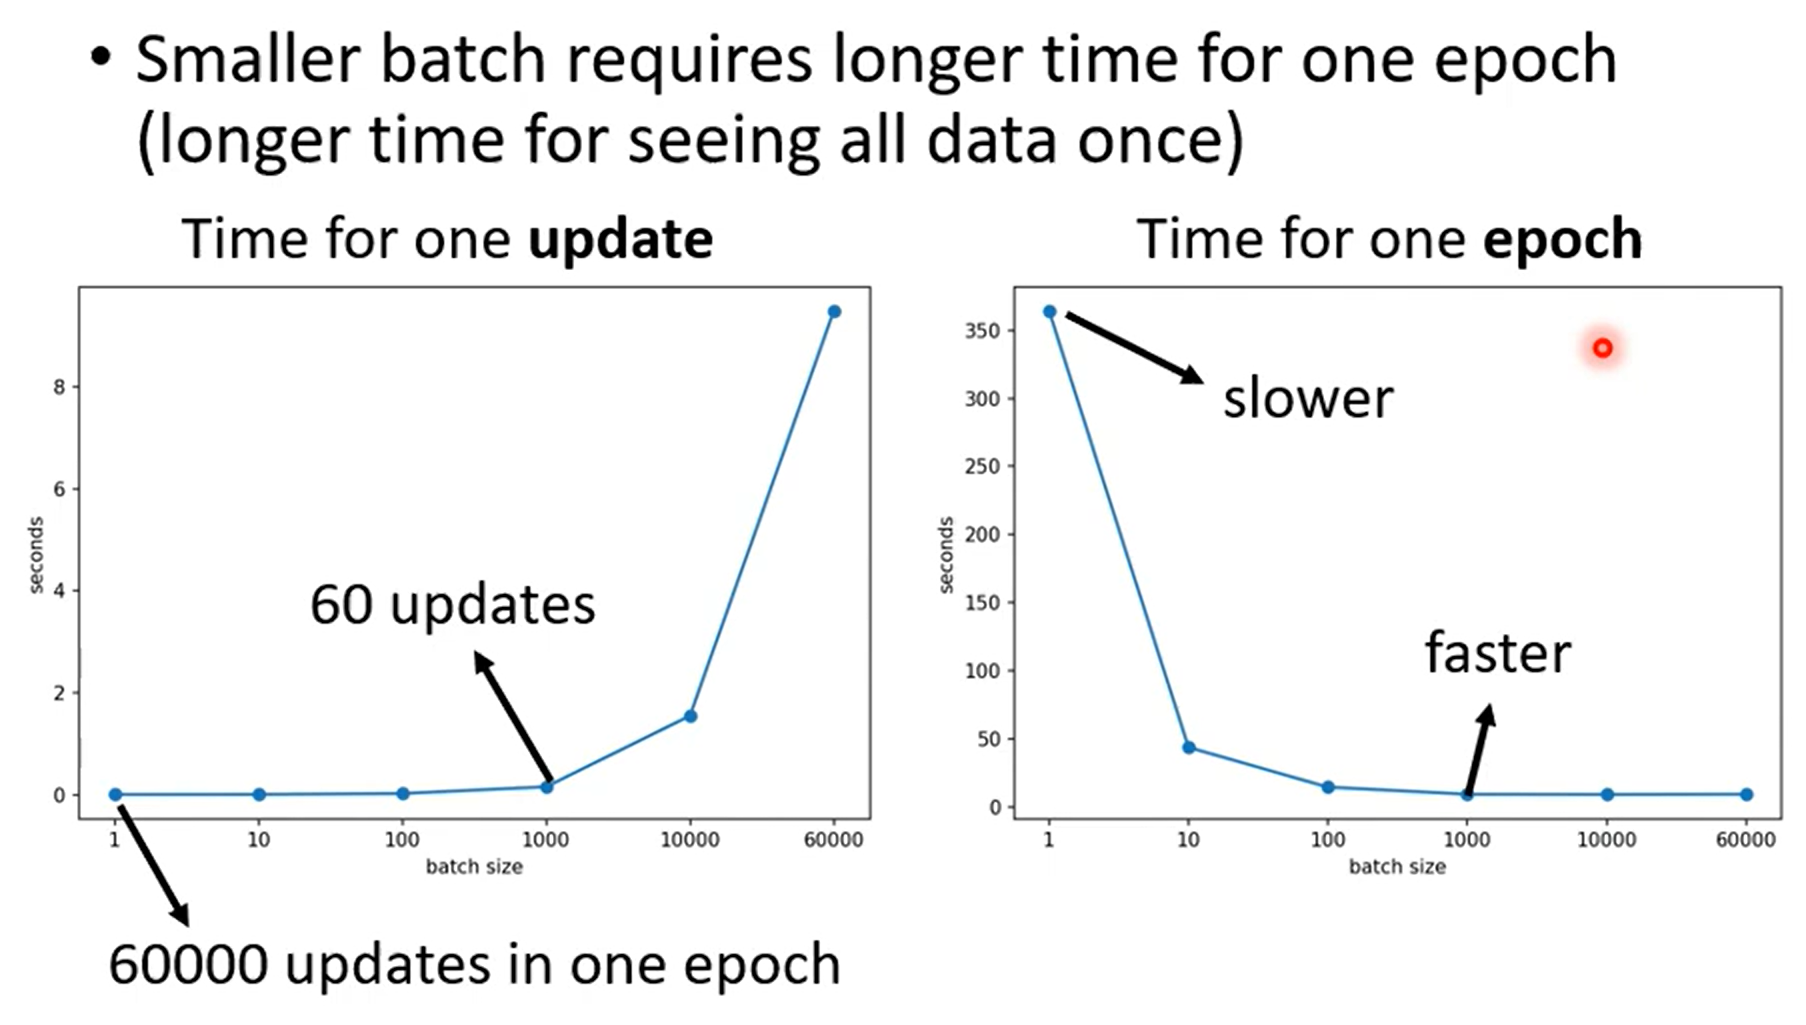 • Smaller batch requires longer time for one epoch
(longer time for seeing all data once)
Time for one update
8
6
4
2
0
seconds
60 updates
1 10 100 1000 10000 60000
batch size
60000 updates in one epoch
Time for one epoch
350
300
250
200
150
100
50
0
seconds
slower
faster
1 10 100 1000 10000 60000
batch size